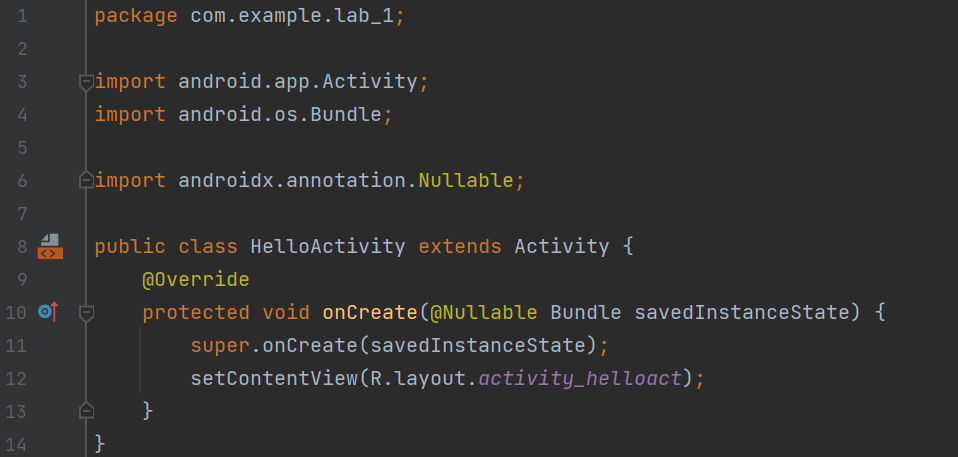 1 package com.example.lab_1;
2
3 import android.app.Activity;
4 import android.os.Bundle;
5
6 import androidx.annotation.Nullable;
7
8 public class HelloActivity extends Activity {
9     @Override
10     protected void onCreate(@Nullable Bundle savedInstanceState) {
11         super.onCreate(savedInstanceState);
12         setContentView(R.layout.activity_helloact);
13     }
14 }